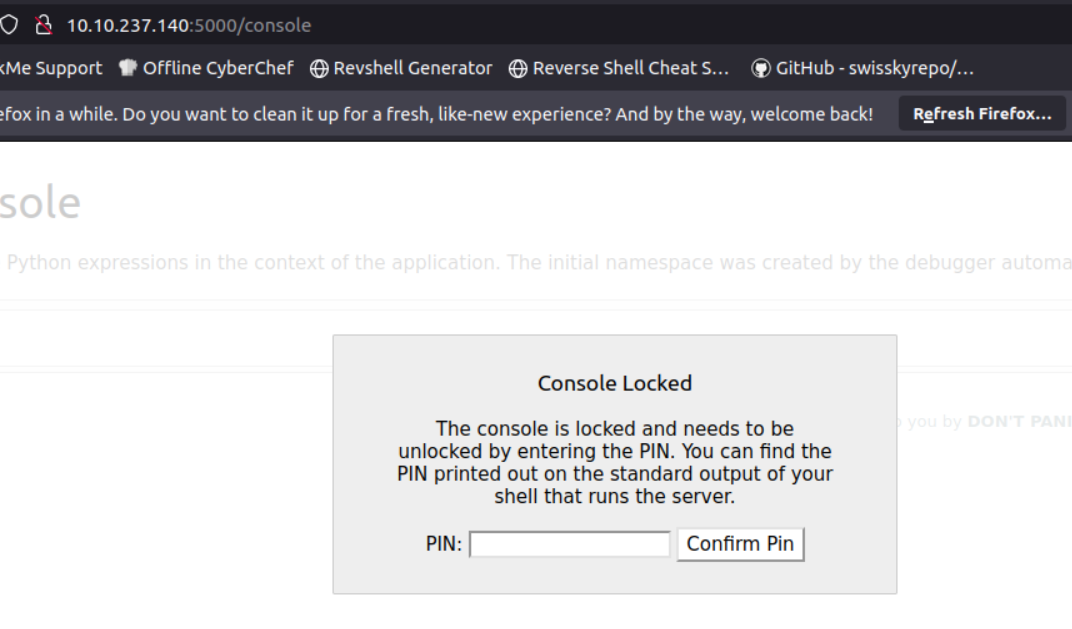 10.10.237.140:5000/console
kMe Support Offline CyberChef Revshell Generator Reverse Shell Cheat S... GitHub - swisskyrepo/...
efox in a while. Do you want to clean it up for a fresh, like-new experience? And by the way, welcome back! Refresh Firefox...
sole
Python expressions in the context of the application. The initial namespace was created by the debugger automa
Console Locked
The console is locked and needs to be
you by DON'T PANI
unlocked by entering the PIN. You can find the
PIN printed out on the standard output of your
shell that runs the server.
PIN: Confirm Pin